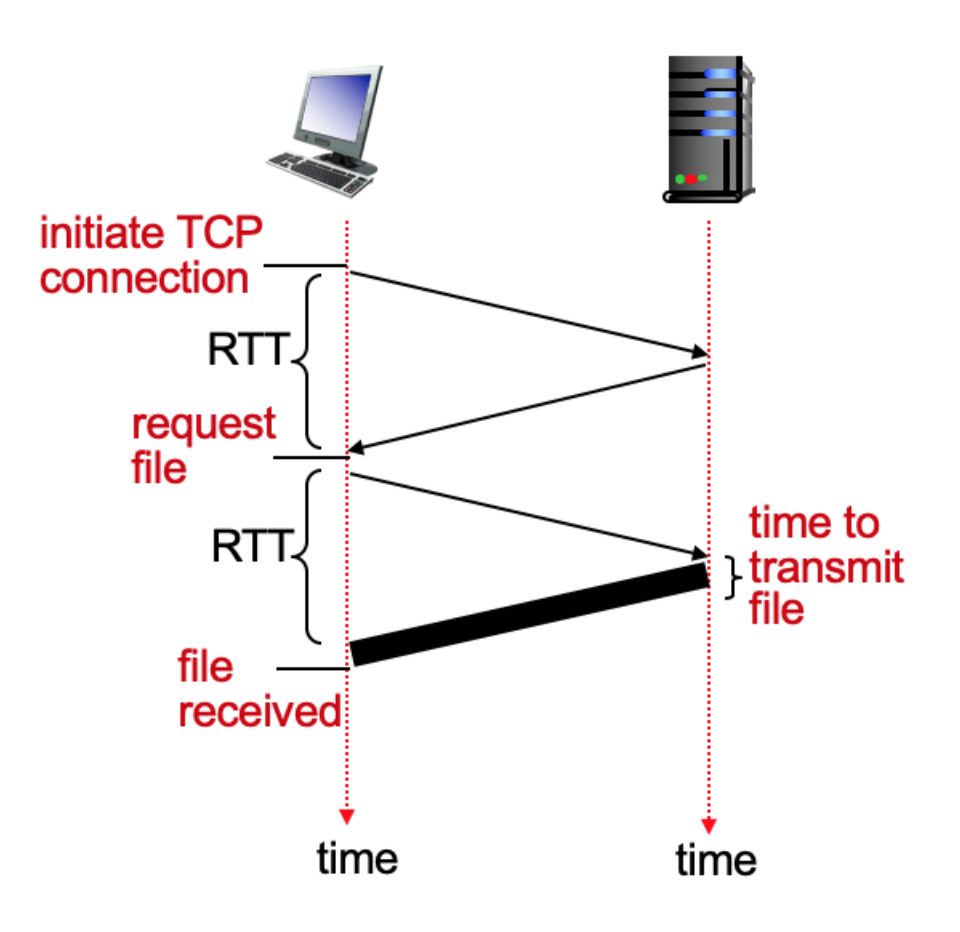 initiate TCP
connection
RTT
request
file
RTT
time to
transmit
file
file
received
time
time